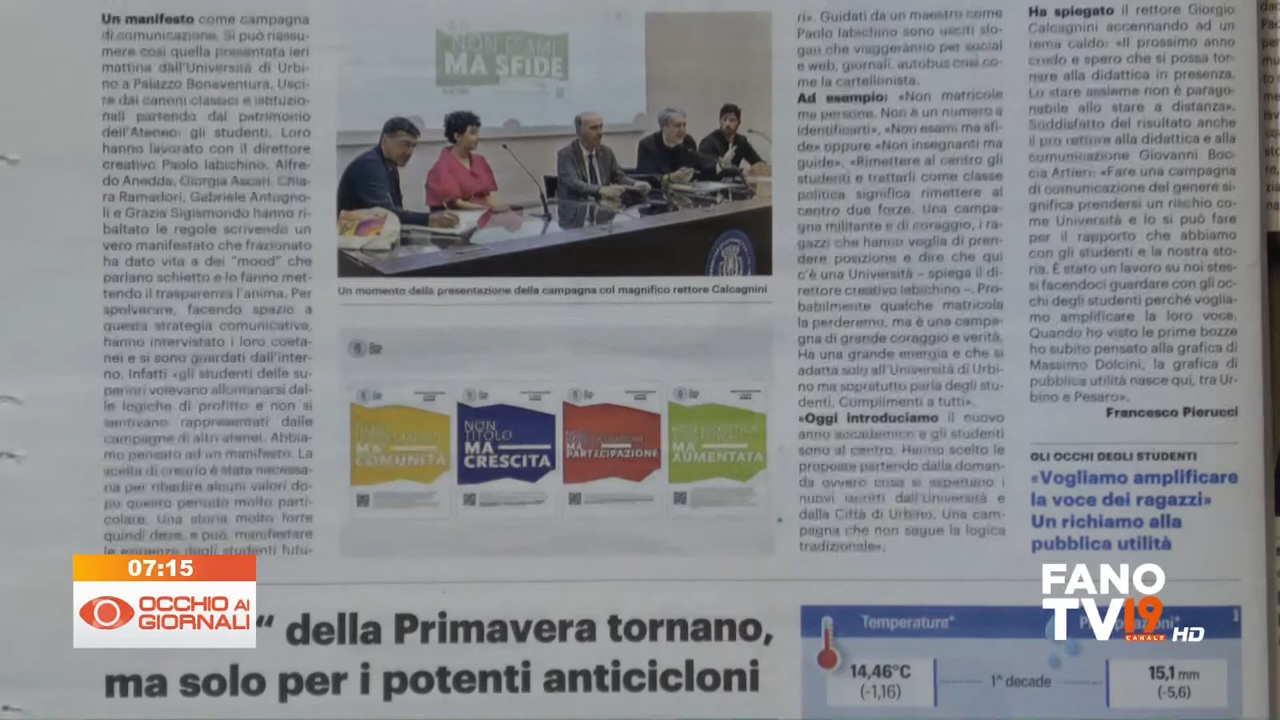 Un manifesto come campagna
di comunicazione. Si può riassu-
mere così quella presentata ieri
mattina dall'Università di Urbi-
no a Palazzo Bonaventura. Usci-
re dai canoni classici e istituzio-
nali partendo dal patrimonio
dell'Ateneo: gli studenti. Loro
hanno lavorato con il direttore
creativo Paolo Iabichino. Alfre-
do Anedda, Giorgia Ascari, Chia-
ra Ramadori, Gabriele Antogno-
li e Grazia Sigismondo hanno ri-
baltato le regole scrivendo un
vero manifestato che frazionato
ha dato vita a dei "mood" che
parlano schietto e lo fanno met-
tendo il trasparenza l'anima. Per
spolverare, facendo spazio a
questa strategia comunicativa,
hanno intervistato i loro coeta-
nei e si sono guardati dall'inter-
no. Infatti «gli studenti delle su-
periori volevano allontanarsi dal-
le logiche di profitto e non si
sentivano rappresentati dalle
campagne di altri atenei. Abbia-
mo pensato ad un manifesto. La
scelta di crearlo è stata necessa-
ria per ribadire alcuni valori do-
po questo periodo molto parti-
colare. Una storia molto forte
quindi deve, e può, manifestare
le esigenze degli studenti futu-
NON ESAMI
MA SFIDE
Un momento della presentazione della campagna col magnifico rettore Calcagnini
MA
COMUNITÀ
NON
TITOLO
MA
CRESCITA
MA
PARTECIPAZIONE
MA
AUMENTATA
ri». Guidati da un maestro come
Paolo Iabichino sono usciti slo-
gan che viaggeranno per social
e web, giornali, autobus così co-
me la cartellonista.
Ad esempio: «Non matricole
ma persone. Non è un numero a
identificarti», «Non esami ma sfi-
de» oppure «Non insegnanti ma
guide». «Rimettere al centro gli
studenti e trattarli come classe
politica significa rimettere al
centro due forze. Una campa-
gna militante e di coraggio, i ra-
gazzi che hanno voglia di pren-
dere posizione e dire che qui
c'è una Università – spiega il di-
rettore creativo Iabichino –. Pro-
babilmente qualche matricola
la perderemo, ma è una campa-
gna di grande coraggio e verità.
Ha una grande energia e che si
adatta solo all'Università di Urbi-
no ma sopratutto parla degli stu-
denti. Complimenti a tutti».
«Oggi introduciamo il nuovo
anno accademico e gli studenti
sono al centro. Hanno scelto le
proposte partendo dalla doman-
da ovvero cosa si aspettano i
nuovi iscritti dall'Università e
dalla Città di Urbino. Una cam-
pagna che non segue la logica
tradizionale».
Ha spiegato il rettore Giorgio
Calcagnini accennando ad un
tema caldo: «Il prossimo anno
credo e spero che si possa tor-
nare alla didattica in presenza.
Lo stare assieme non è parago-
nabile allo stare a distanza».
Soddisfatto del risultato anche
il pro rettore alla didattica e alla
comunicazione Giovanni Boc-
cia Artieri: «Fare una campagna
di comunicazione del genere si-
gnifica prendersi un rischio co-
me Università e lo si può fare
per il rapporto che abbiamo
con gli studenti e la nostra sto-
ria. È stato un lavoro su noi stes-
si facendoci guardare con gli oc-
chi degli studenti perché voglia-
mo amplificare la loro voce.
Quando ho visto le prime bozze
ho subito pensato alla grafica di
Massimo Dolcini, la grafica di
pubblica utilità nasce qui, tra Ur-
bino e Pesaro».
Francesco Pierucci
GLI OCCHI DEGLI STUDENTI
«Vogliamo amplificare
la voce dei ragazzi»
Un richiamo alla
pubblica utilità
07:15
OCCHIO AI
GIORNALI
“ della Primavera tornano,
ma solo per i potenti anticicloni
FANO
TV19
CANALE
HD
Temperature*
14,46°C
(-1,16)
1ª decade
15,1 mm
(-5,6)